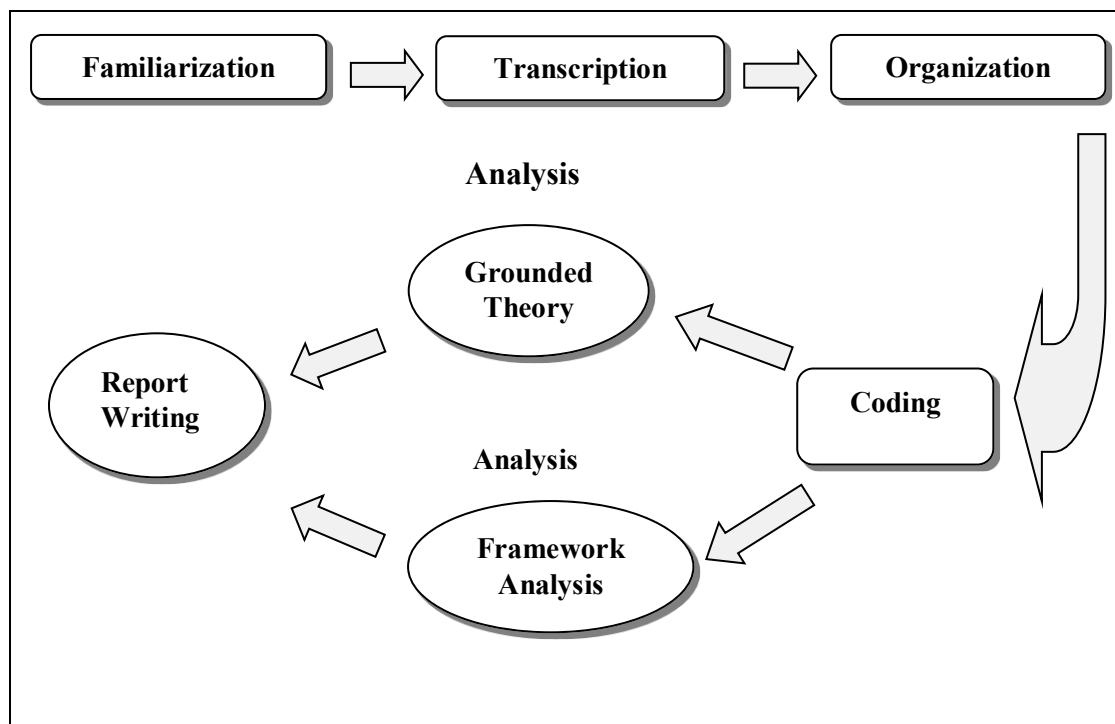 Familiarization
Transcription
Organization
Analysis
Grounded
Theory
Report
Writing
Coding
Analysis
Framework
Analysis